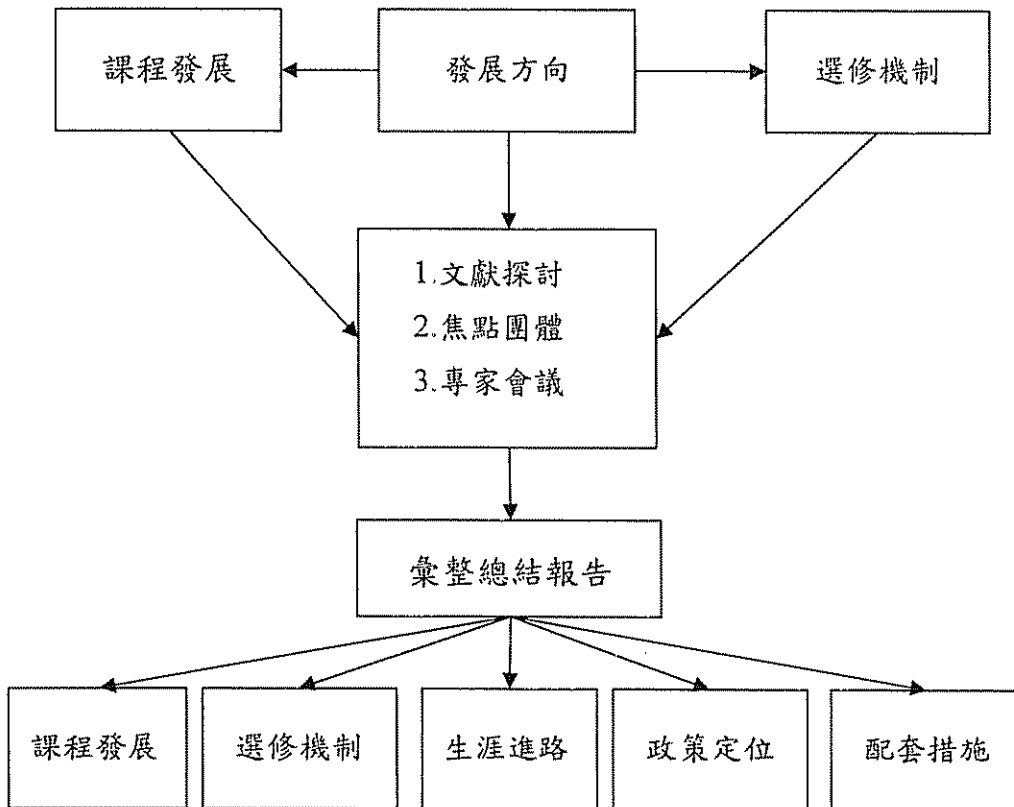 課程發展
發展方向
選修機制
1.文獻探討
2.焦點團體
3.專家會議
彙整總結報告
課程發展
選修機制
生涯進路
政策定位
配套措施